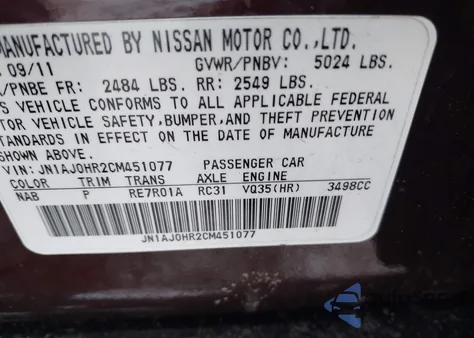 MANUFACTURED BY NISSAN MOTOR CO.,LTD.
09/11 GVWR/PNBV: 5024 LBS.
/PNBE FR: 2484 LBS. RR: 2549 LBS.
S VEHICLE CONFORMS TO ALL APPLICABLE FEDERAL
TOR VEHICLE SAFETY,BUMPER,AND THEFT PREVENTION
STANDARDS IN EFFECT ON THE DATE OF MANUFACTURE
SHOWN ABOVE.
VIN: JN1AJ0HR2CM451077 PASSENGER CAR
COLOR TRIM TRANS AXLE ENGINE
NAB P RE7R01A RC31 VQ35(HR) 3498CC
JN1AJ0HR2CM451077